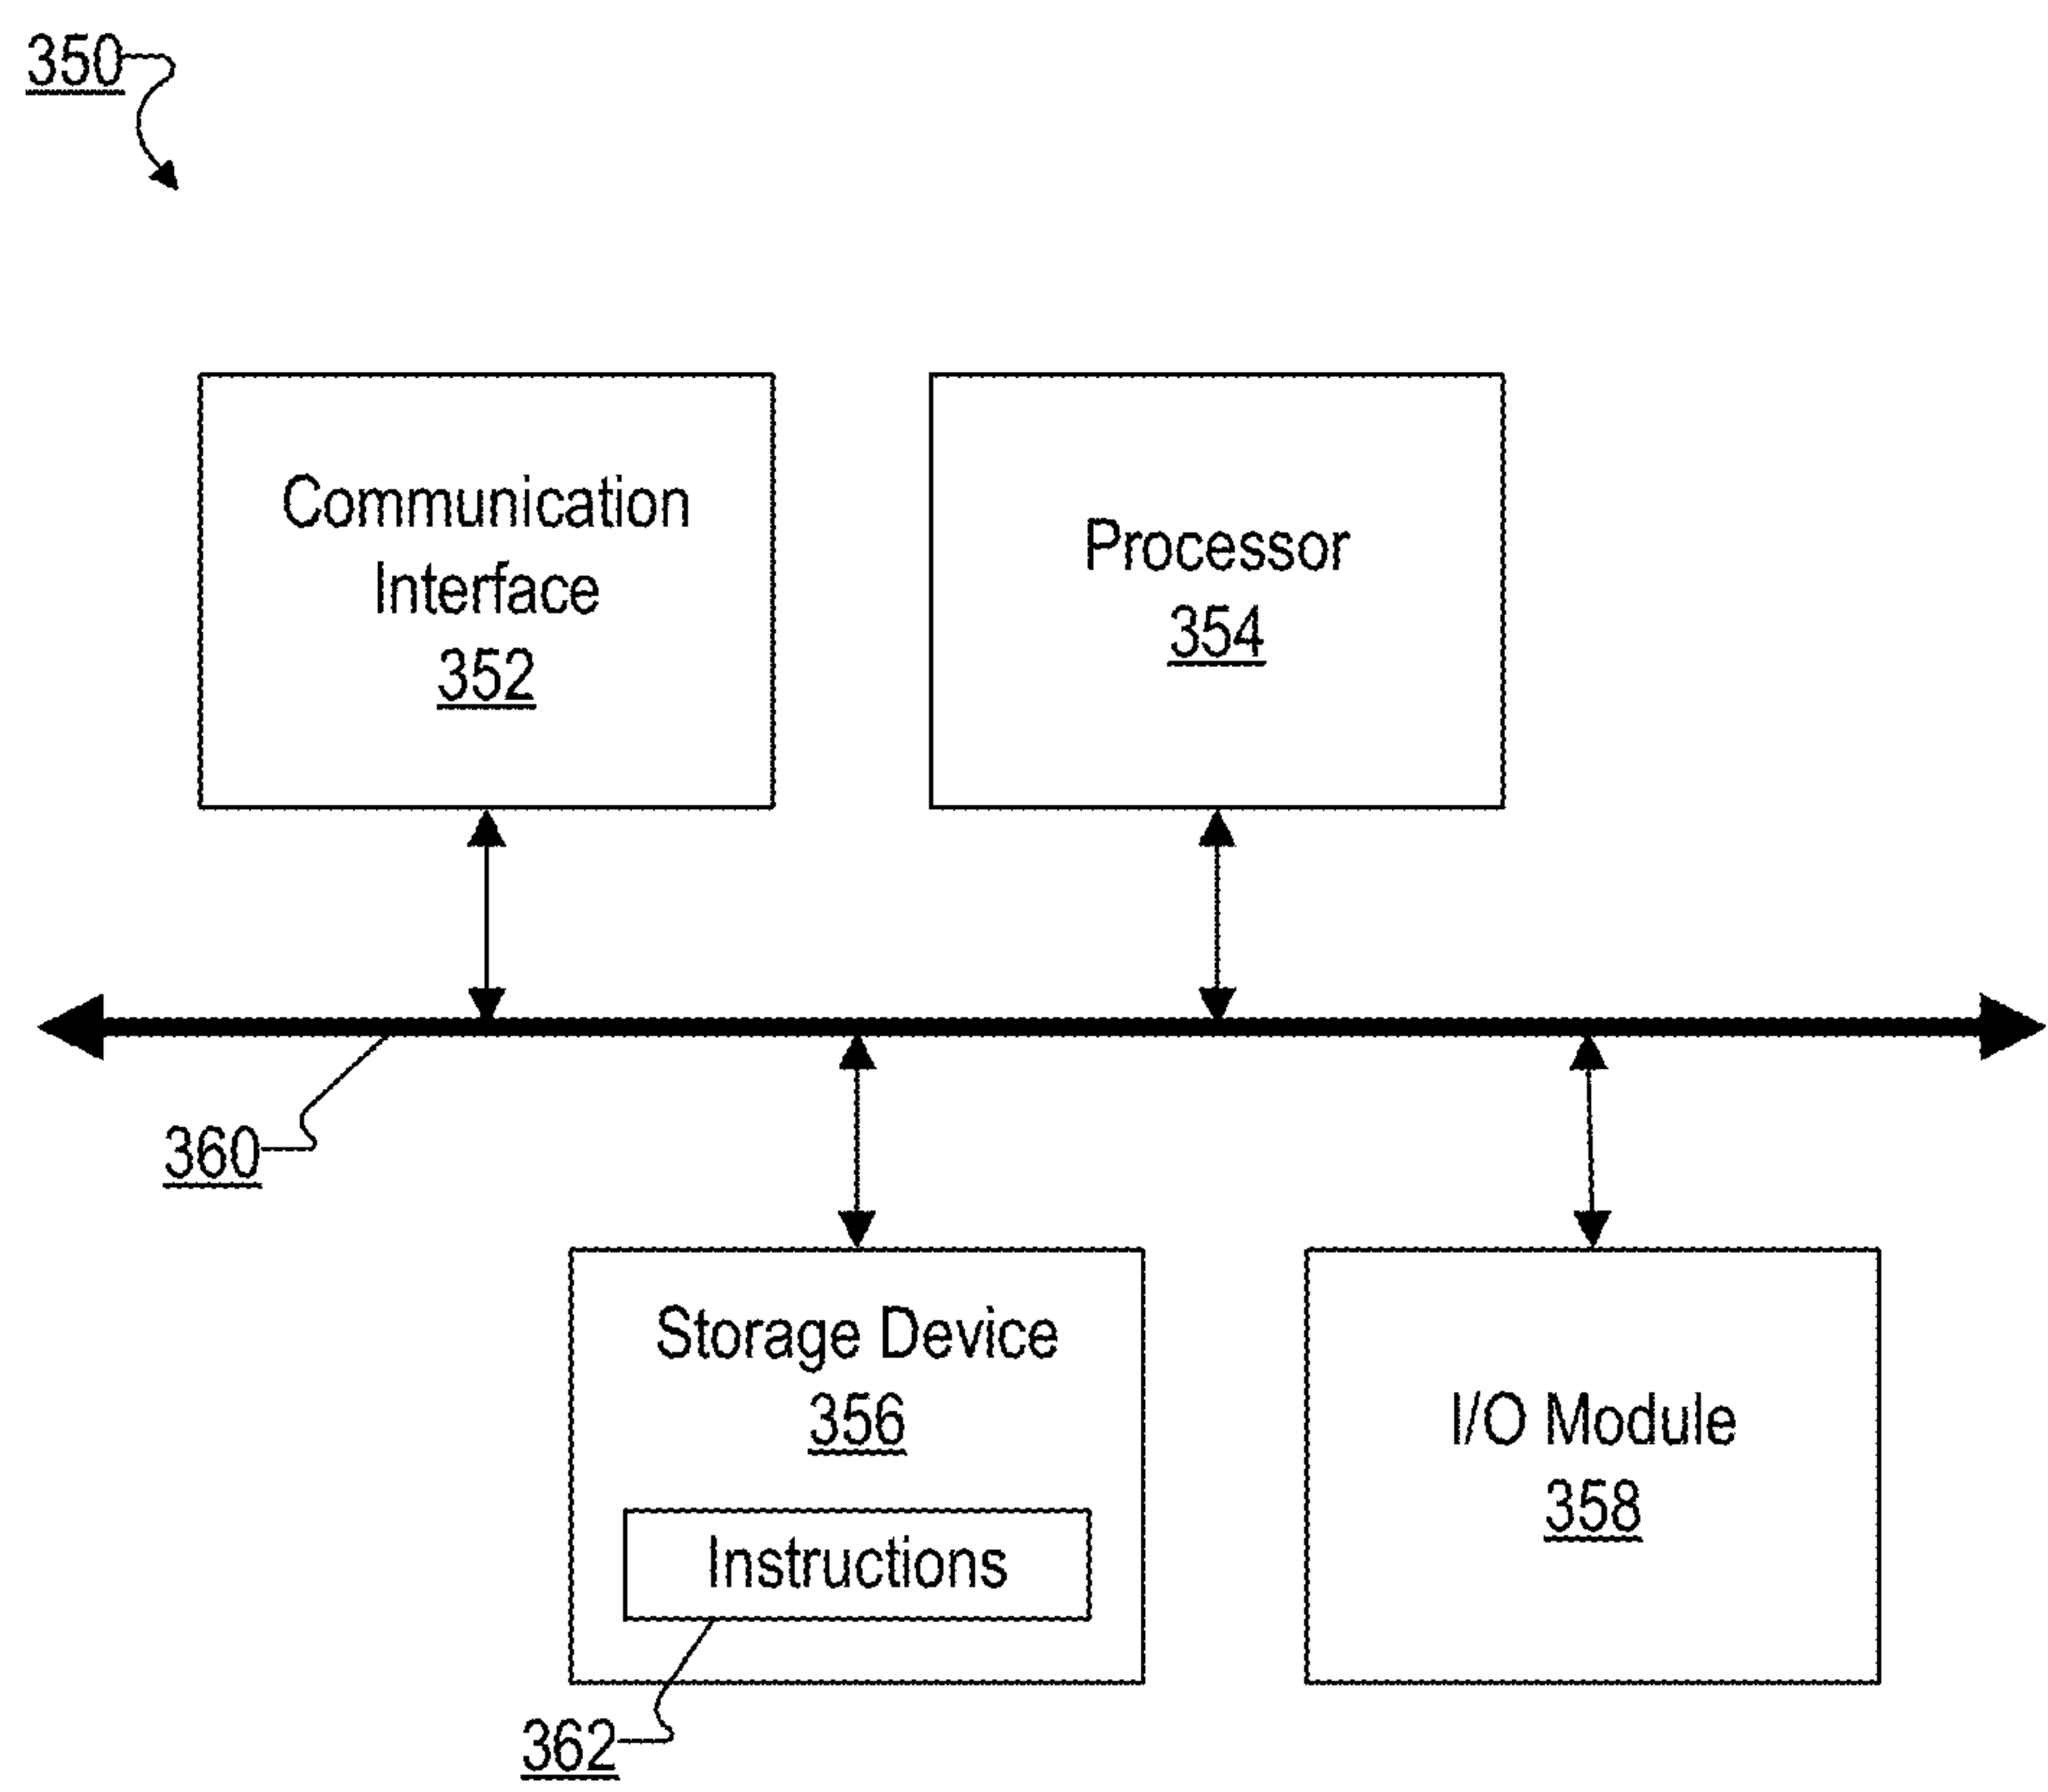 350
Communication
Interface
352
Processor
354
360
Storage Device
356
Instructions
362
I/O Module
358